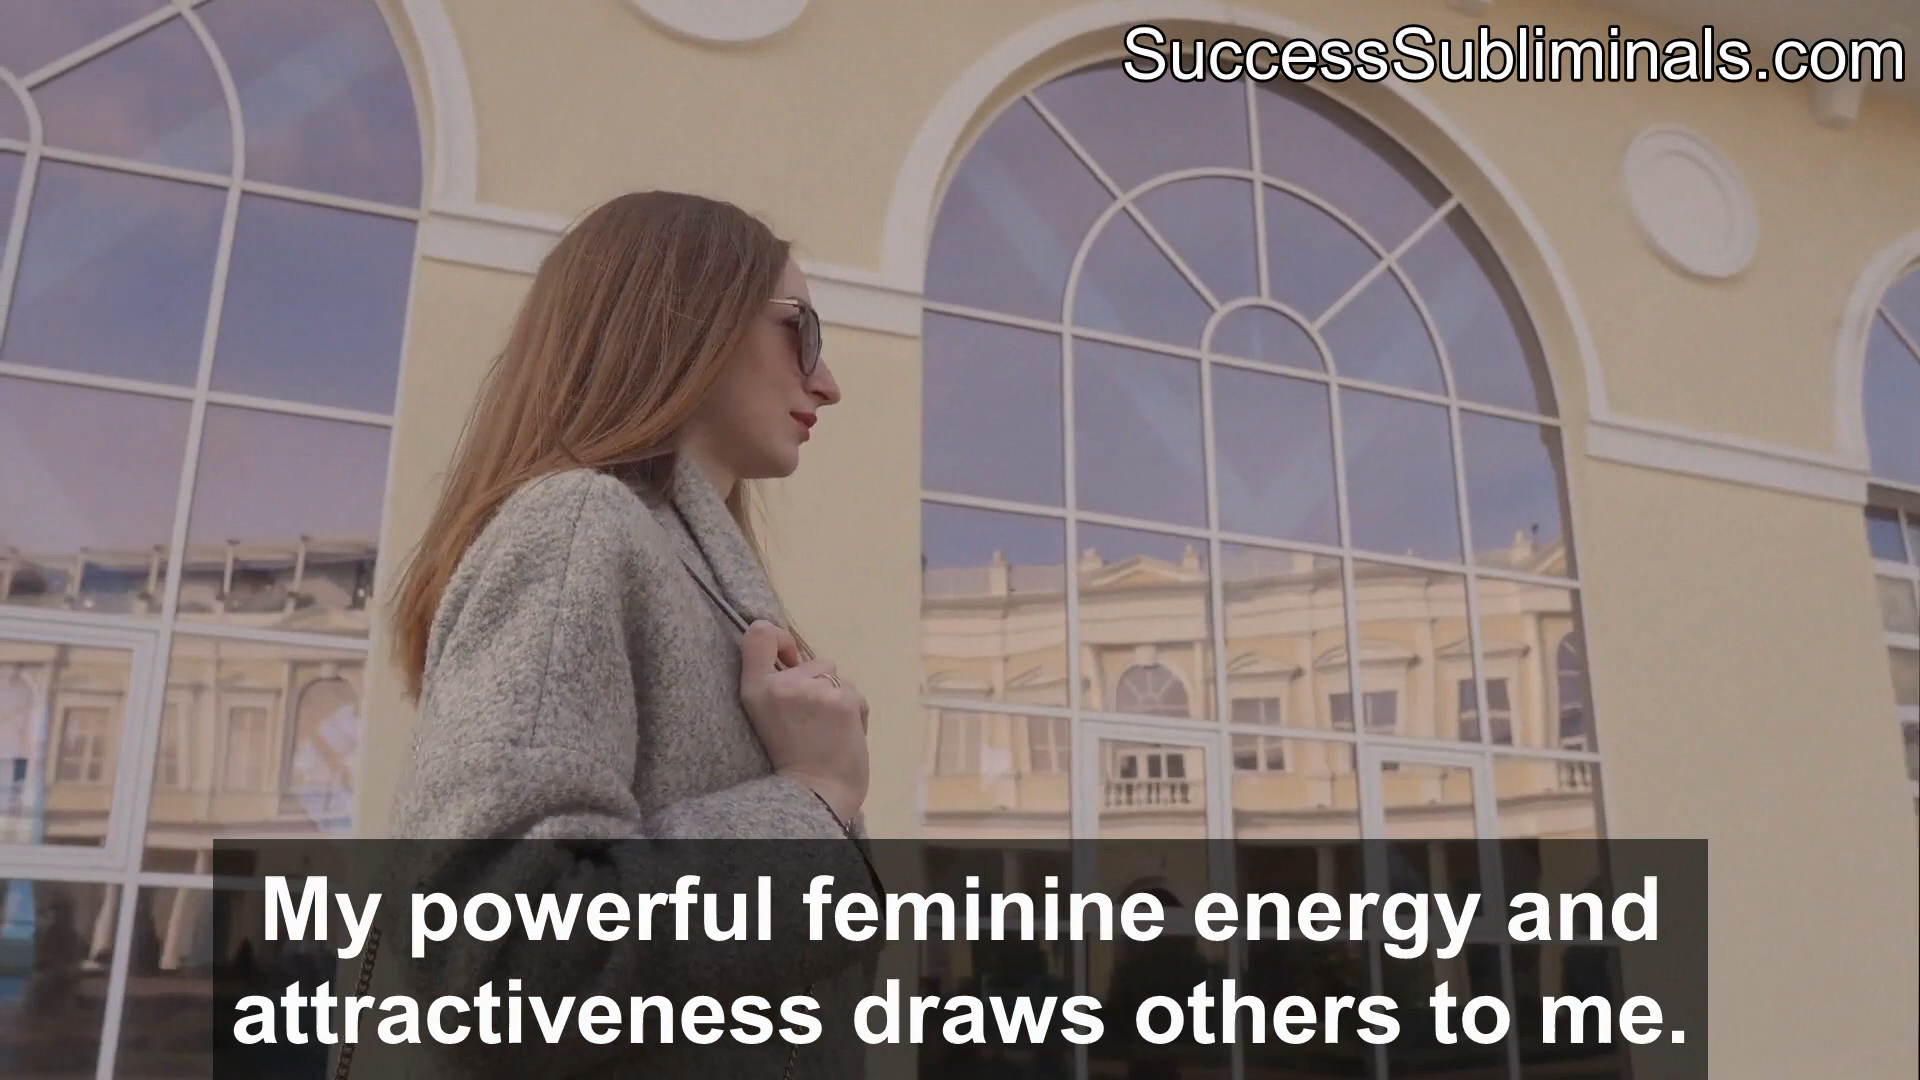 SuccessSubliminals.com
My powerful feminine energy and
attractiveness draws others to me.